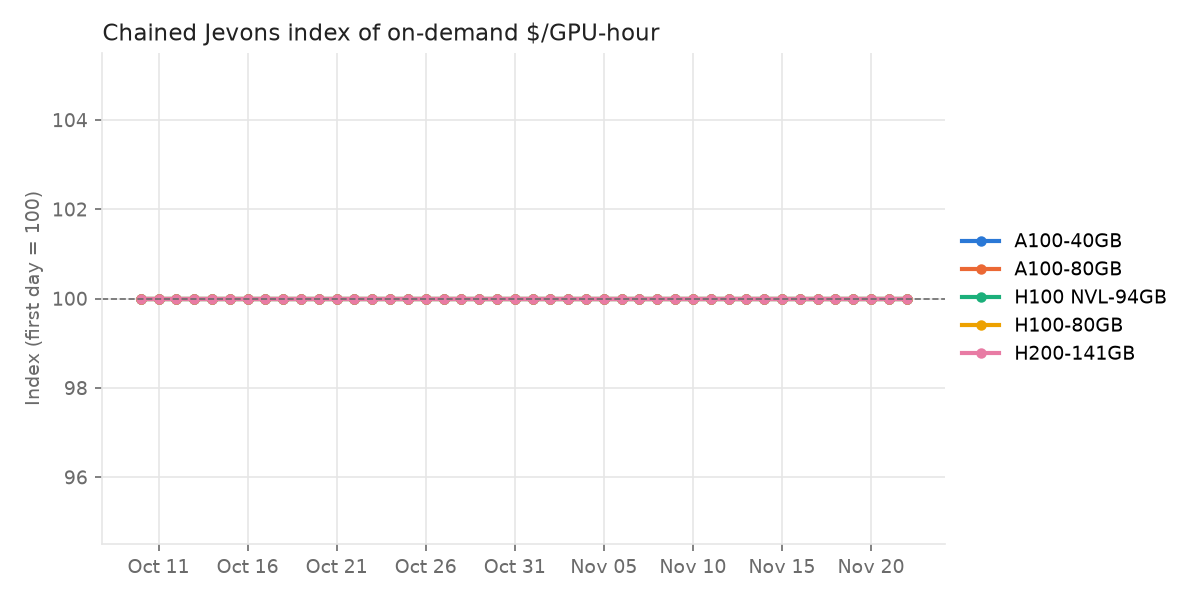 Chained Jevons index of on-demand $/GPU-hour
Index (first day = 100)
104
102
100
98
96
Oct 11
Oct 16
Oct 21
Oct 26
Oct 31
Nov 05
Nov 10
Nov 15
Nov 20
A100-40GB
A100-80GB
H100 NVL-94GB
H100-80GB
H200-141GB